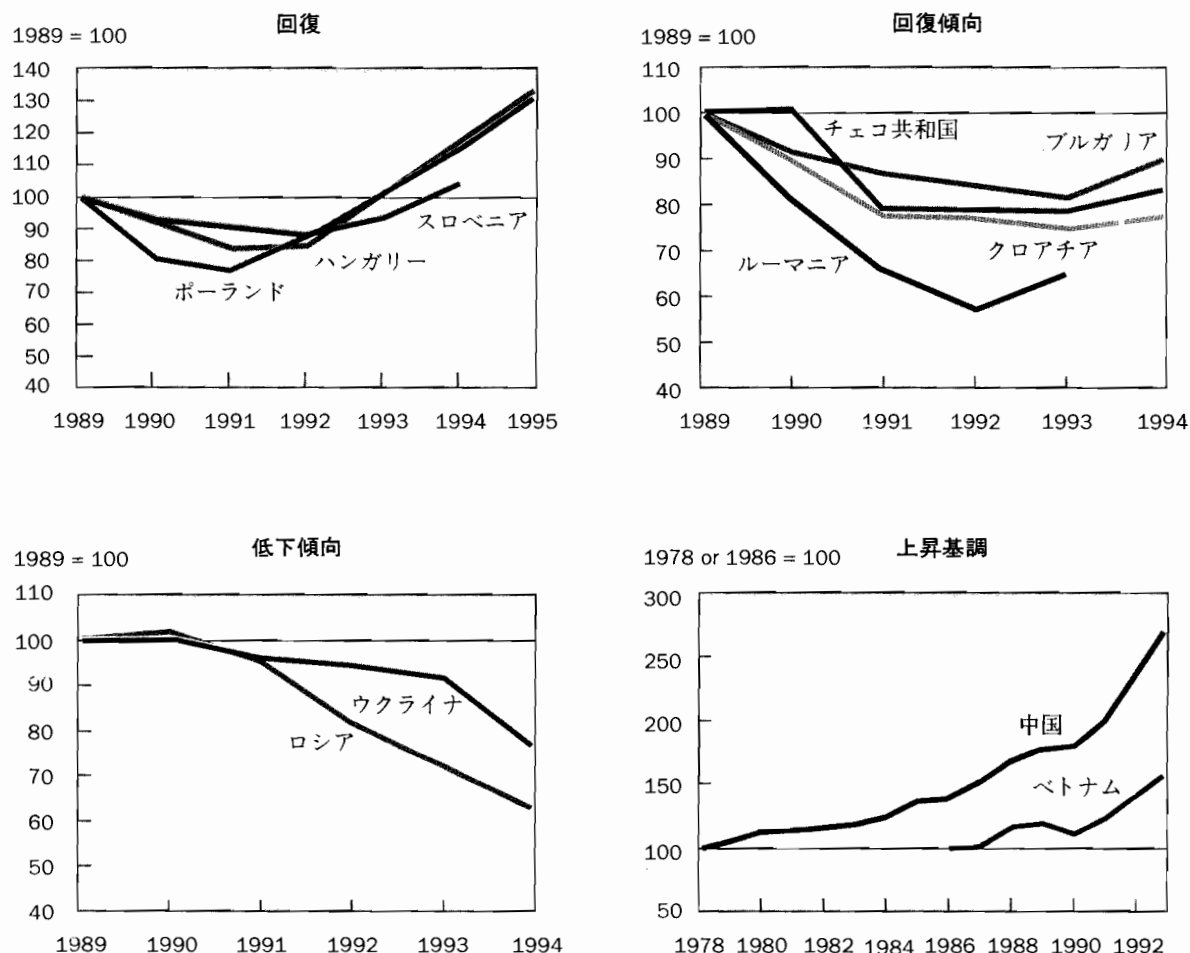 回復
1989 = 100
140
130
120
110
100
90
80
70
60
50
40
スロベニア
ハンガリー
ポーランド
1989 1990 1991 1992 1993 1994 1995
回復傾向
1989 = 100
110
100
90
80
70
60
50
40
チェコ共和国
ブルガリア
ルーマニア
クロアチア
1989 1990 1991 1992 1993 1994
低下傾向
1989 = 100
110
100
90
80
70
60
50
40
ウクライナ
ロシア
1989 1990 1991 1992 1993 1994
上昇基調
1978 or 1986 = 100
300
250
200
150
100
50
中国
ベトナム
1978 1980 1982 1984 1986 1988 1990 1992